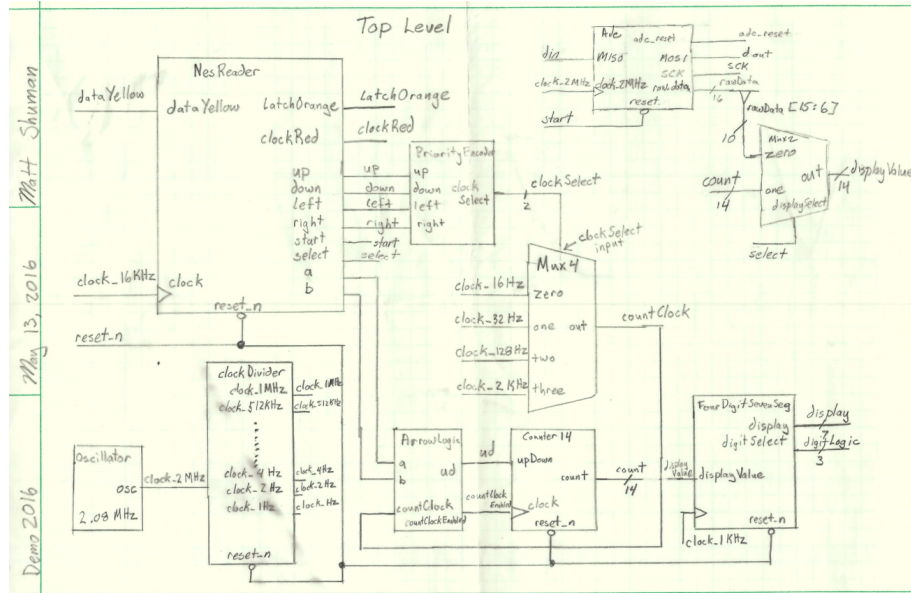 Top Level
Matt Shuman
May 13, 2016
Demo 2016
NesReader
dataYellow
dataYellow
LatchOrange
LatchOrange
clockRed
clockRed
up
up
down
down
left
left
right
right
start
start
select
select
a
b
clock_16KHz
clock
reset_n
reset_n
PriorityEncoder
up
down
left
right
clock
Select
clockSelect
2
clockSelect
input
Mux4
clock_16Hz
zero
clock_32Hz
one
out
clock_128Hz
two
clock_2KHz
three
countClock
Adc
adc_reset
adc_reset
din
MISO
MOSI
dout
clock_2MHz
clock_2MHz
SCK
SCK
rawdata
rawData
16
reset
start
rawData [15:6]
10
Mux2
zero
out
displayValue
14
count
14
one
displaySelect
select
clockDivider
clock_1MHz
clock_1MHz
clock_512KHz
clock_512KHz
clock_4Hz
clock_4Hz
clock_2Hz
clock_2Hz
clock_1Hz
clock_Hz
reset_n
Oscillator
osc
2.08 MHz
clock_2MHz
ArrowLogic
a
b
ud
ud
countClock
countClockEnabled
countClock
Enbled
Counter 14
upDown
count
clock
reset_n
count
14
display
Value
FourDigitSevenSeg
display
display
7
digitSelect
digitLogic
3
displayValue
reset_n
clock_1KHz